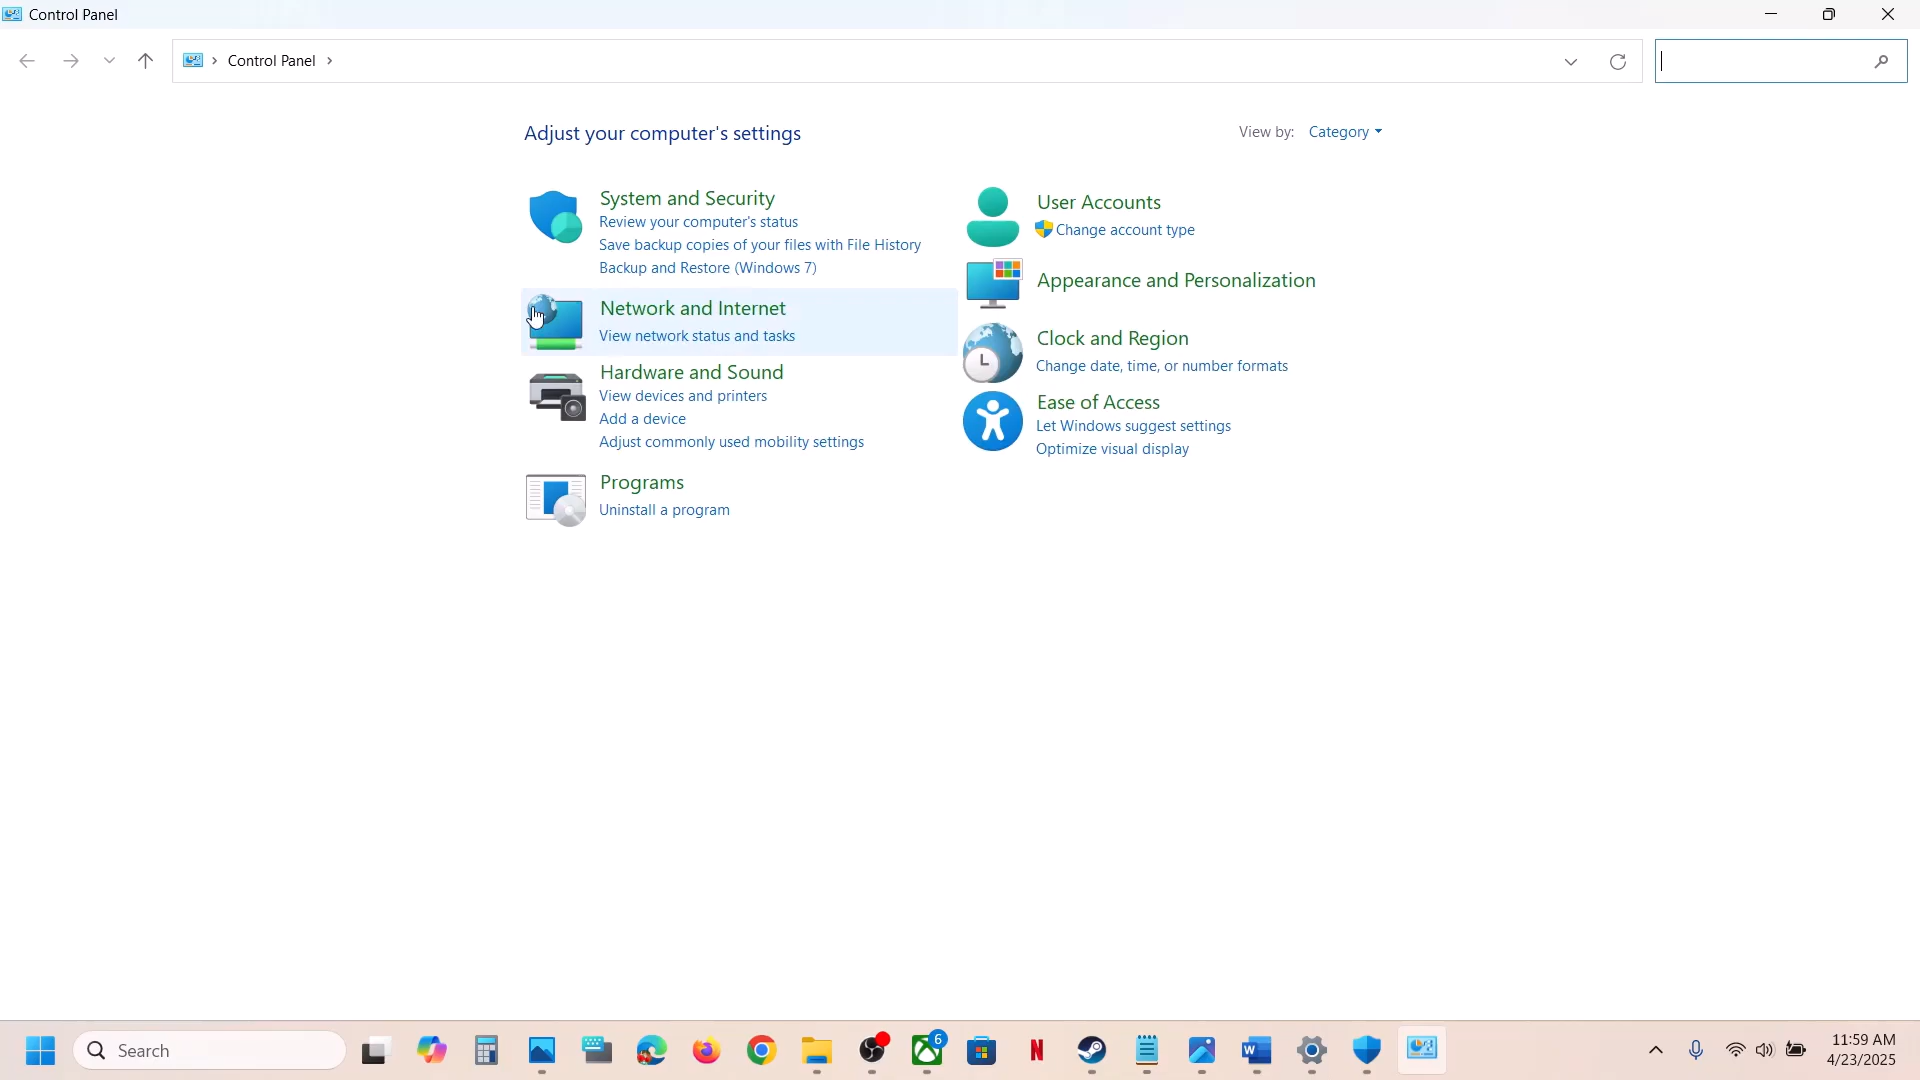 Control Panel
Control Panel
Adjust your computer's settings
View by: Category
System and Security
Review your computer's status
Save backup copies of your files with File History
Backup and Restore (Windows 7)
Network and Internet
View network status and tasks
Hardware and Sound
View devices and printers
Add a device
Adjust commonly used mobility settings
Programs
Uninstall a program
User Accounts
Change account type
Appearance and Personalization
Clock and Region
Change date, time, or number formats
Ease of Access
Let Windows suggest settings
Optimize visual display
Search
6
N
W
11:59 AM
4/23/2025